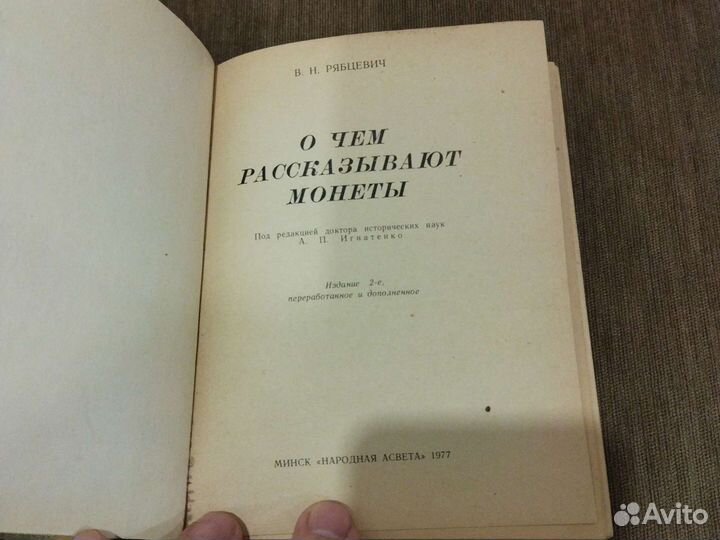 В. Н. РЯБЦЕВИЧ
О ЧЕМ
РАССКАЗЫВАЮТ
МОНЕТЫ
Под редакцией доктора исторических наук
А. П. Игнатенко
Издание 2-е,
переработанное и дополненное
МИНСК «НАРОДНАЯ АСВЕТА» 1977
Avito